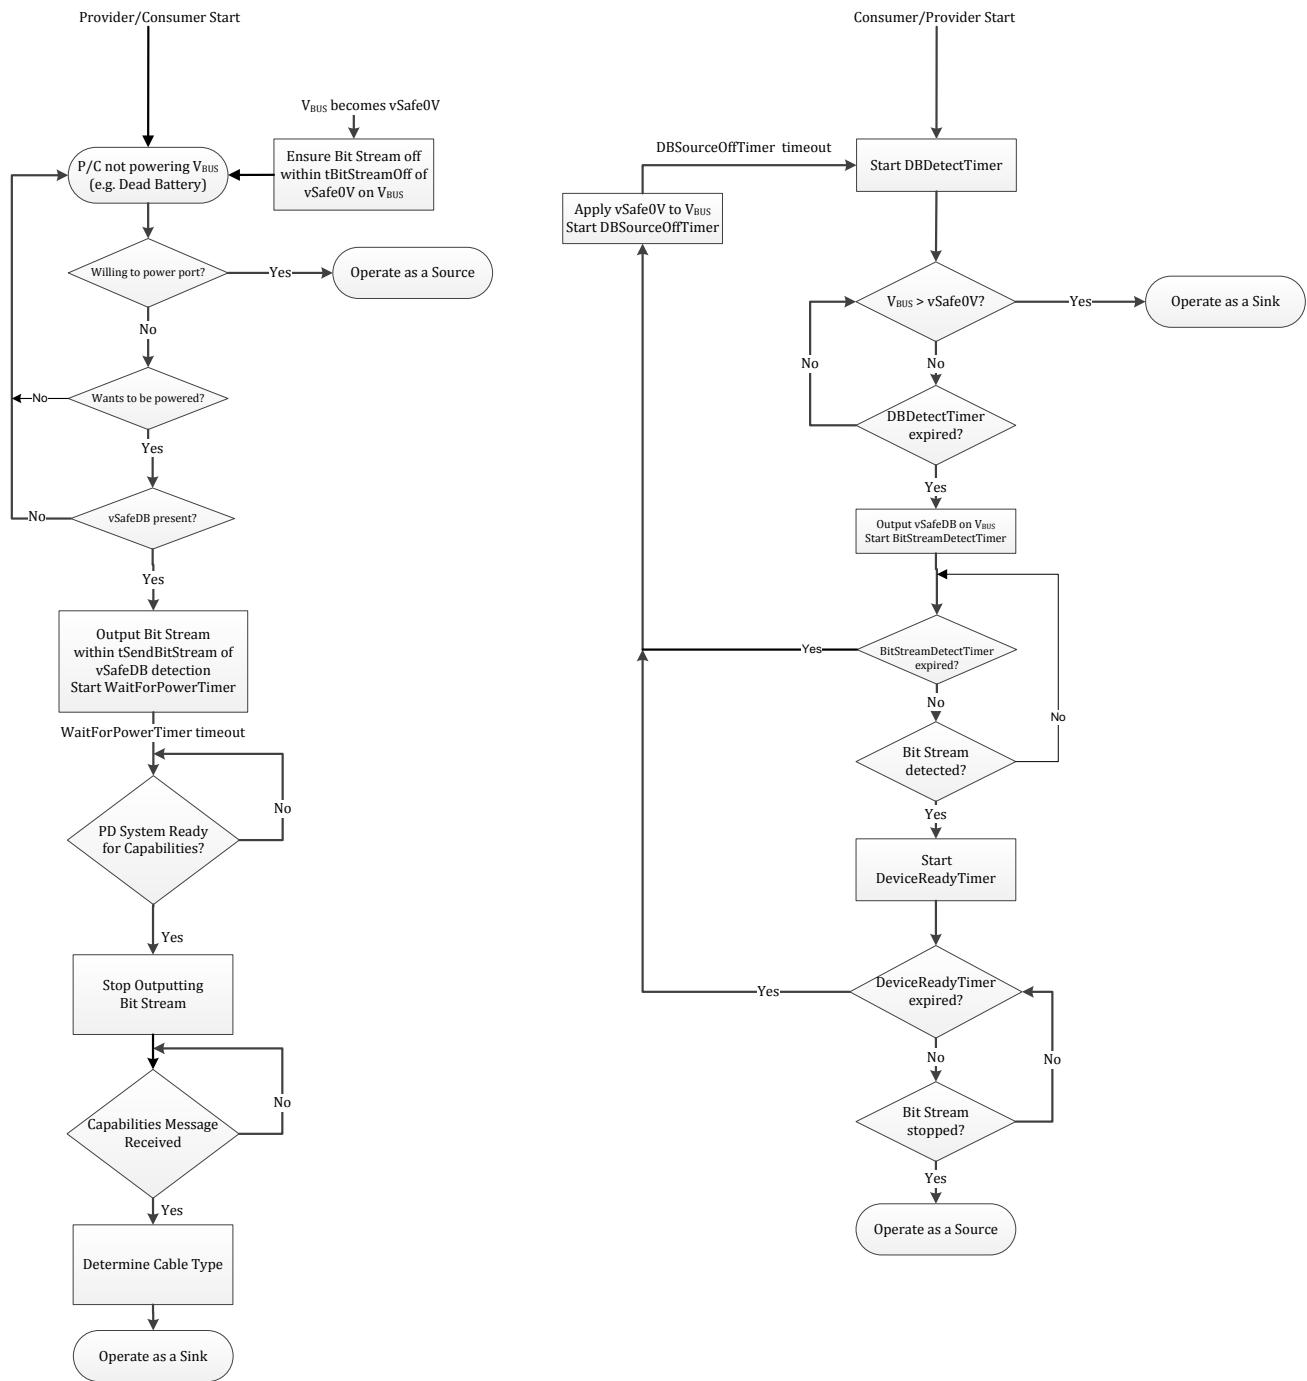 Provider/Consumer Start
VBUS becomes vSafe0V
P/C not powering VBUS
(e.g. Dead Battery)
Ensure Bit Stream off
within tBitStreamOff of
vSafe0V on VBUS
Willing to power port?
Yes
Operate as a Source
No
Wants to be powered?
No
Yes
vSafeDB present?
No
Yes
Output Bit Stream
within tSendBitStream of
vSafeDB detection
Start WaitForPowerTimer
WaitForPowerTimer timeout
No
PD System Ready
for Capabilities?
Yes
Stop Outputting
Bit Stream
No
Capabilities Message
Received
Yes
Determine Cable Type
Operate as a Sink
Consumer/Provider Start
DBSourceOffTimer timeout
Start DBDetectTimer
Apply vSafe0V to VBUS
Start DBSourceOffTimer
VBUS > vSafe0V?
Yes
Operate as a Sink
No
No
DBDetectTimer
expired?
Yes
Output vSafeDB on VBUS
Start BitStreamDetectTimer
Yes
BitStreamDetectTimer
expired?
No
No
Bit Stream
detected?
Yes
Start
DeviceReadyTimer
Yes
DeviceReadyTimer
expired?
No
No
Bit Stream
stopped?
Yes
Operate as a Source